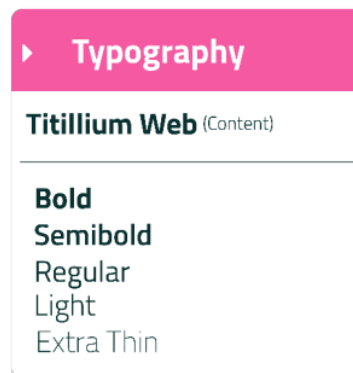 Typography
Titillium Web (Content)
Bold
Semibold
Regular
Light
Extra Thin